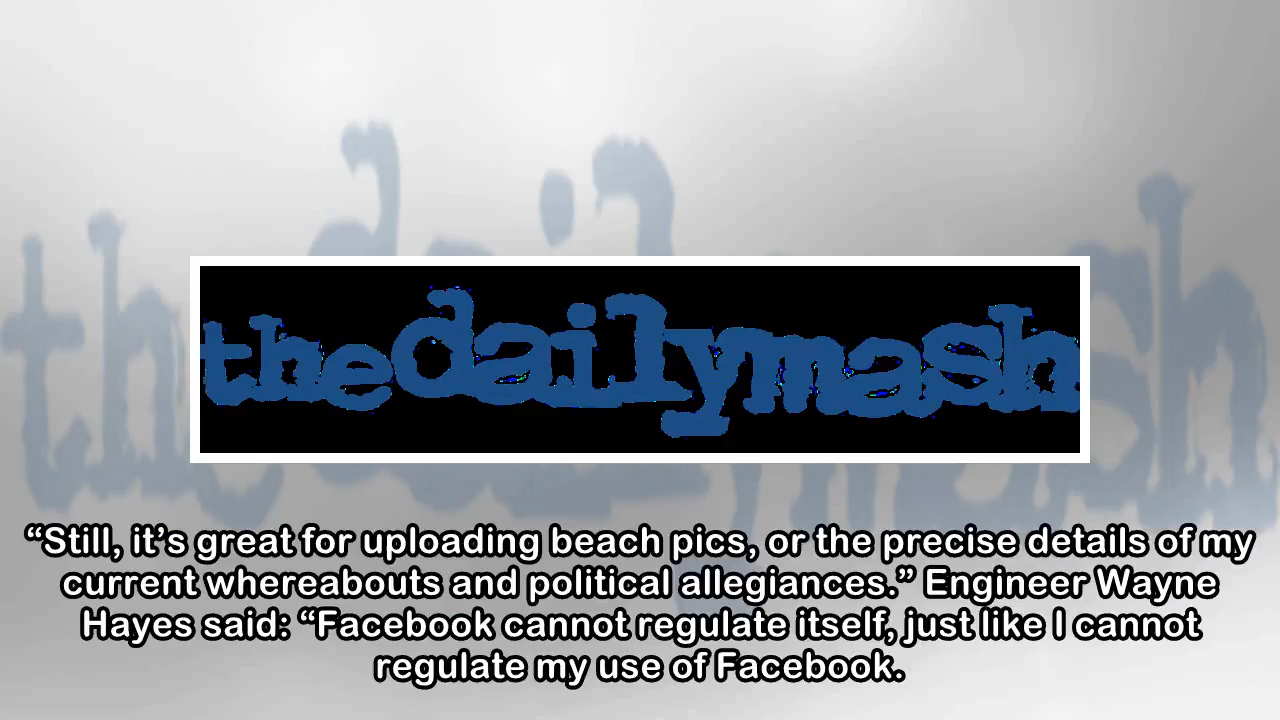 thedailymash
“Still, it’s great for uploading beach pics, or the precise details of my
current whereabouts and political allegiances.” Engineer Wayne
Hayes said: “Facebook cannot regulate itself, just like I cannot
regulate my use of Facebook.